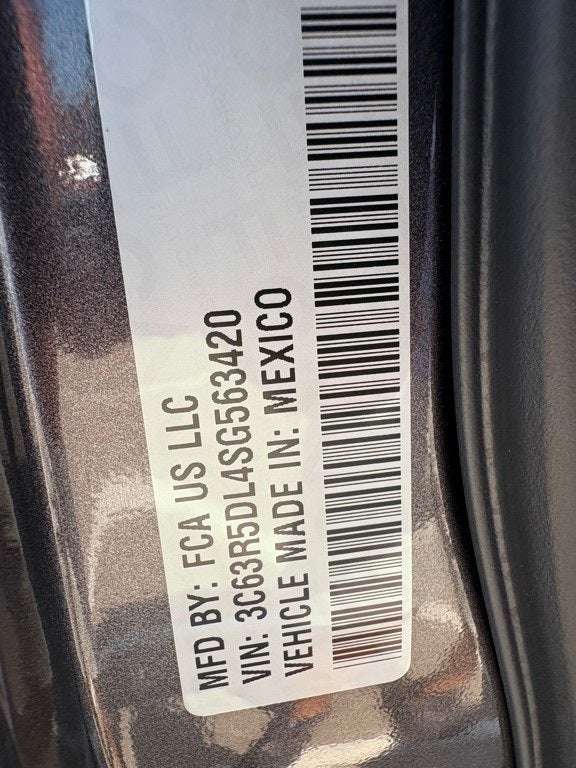 MFD BY: FCA US LLC
VIN: 3C63R5DL4SG563420
VEHICLE MADE IN: MEXICO